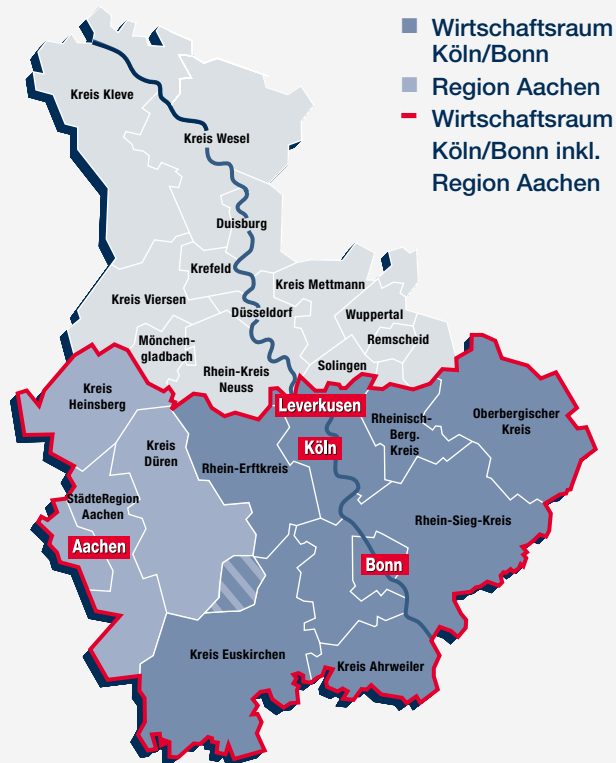 Wirtschaftsraum
Köln/Bonn
Region Aachen
Wirtschaftsraum
Köln/Bonn inkl.
Region Aachen
Kreis Kleve
Kreis Wesel
Duisburg
Krefeld
Kreis Mettmann
Kreis Viersen
Düsseldorf
Wuppertal
Mönchen-
gladbach
Remscheid
Rhein-Kreis
Neuss
Solingen
Kreis
Heinsberg
Leverkusen
Rheinisch-
Berg.
Kreis
Oberbergischer
Kreis
Kreis
Düren
Köln
Rhein-Erftkreis
StädteRegion
Aachen
Rhein-Sieg-Kreis
Aachen
Bonn
Kreis Euskirchen
Kreis Ahrweiler